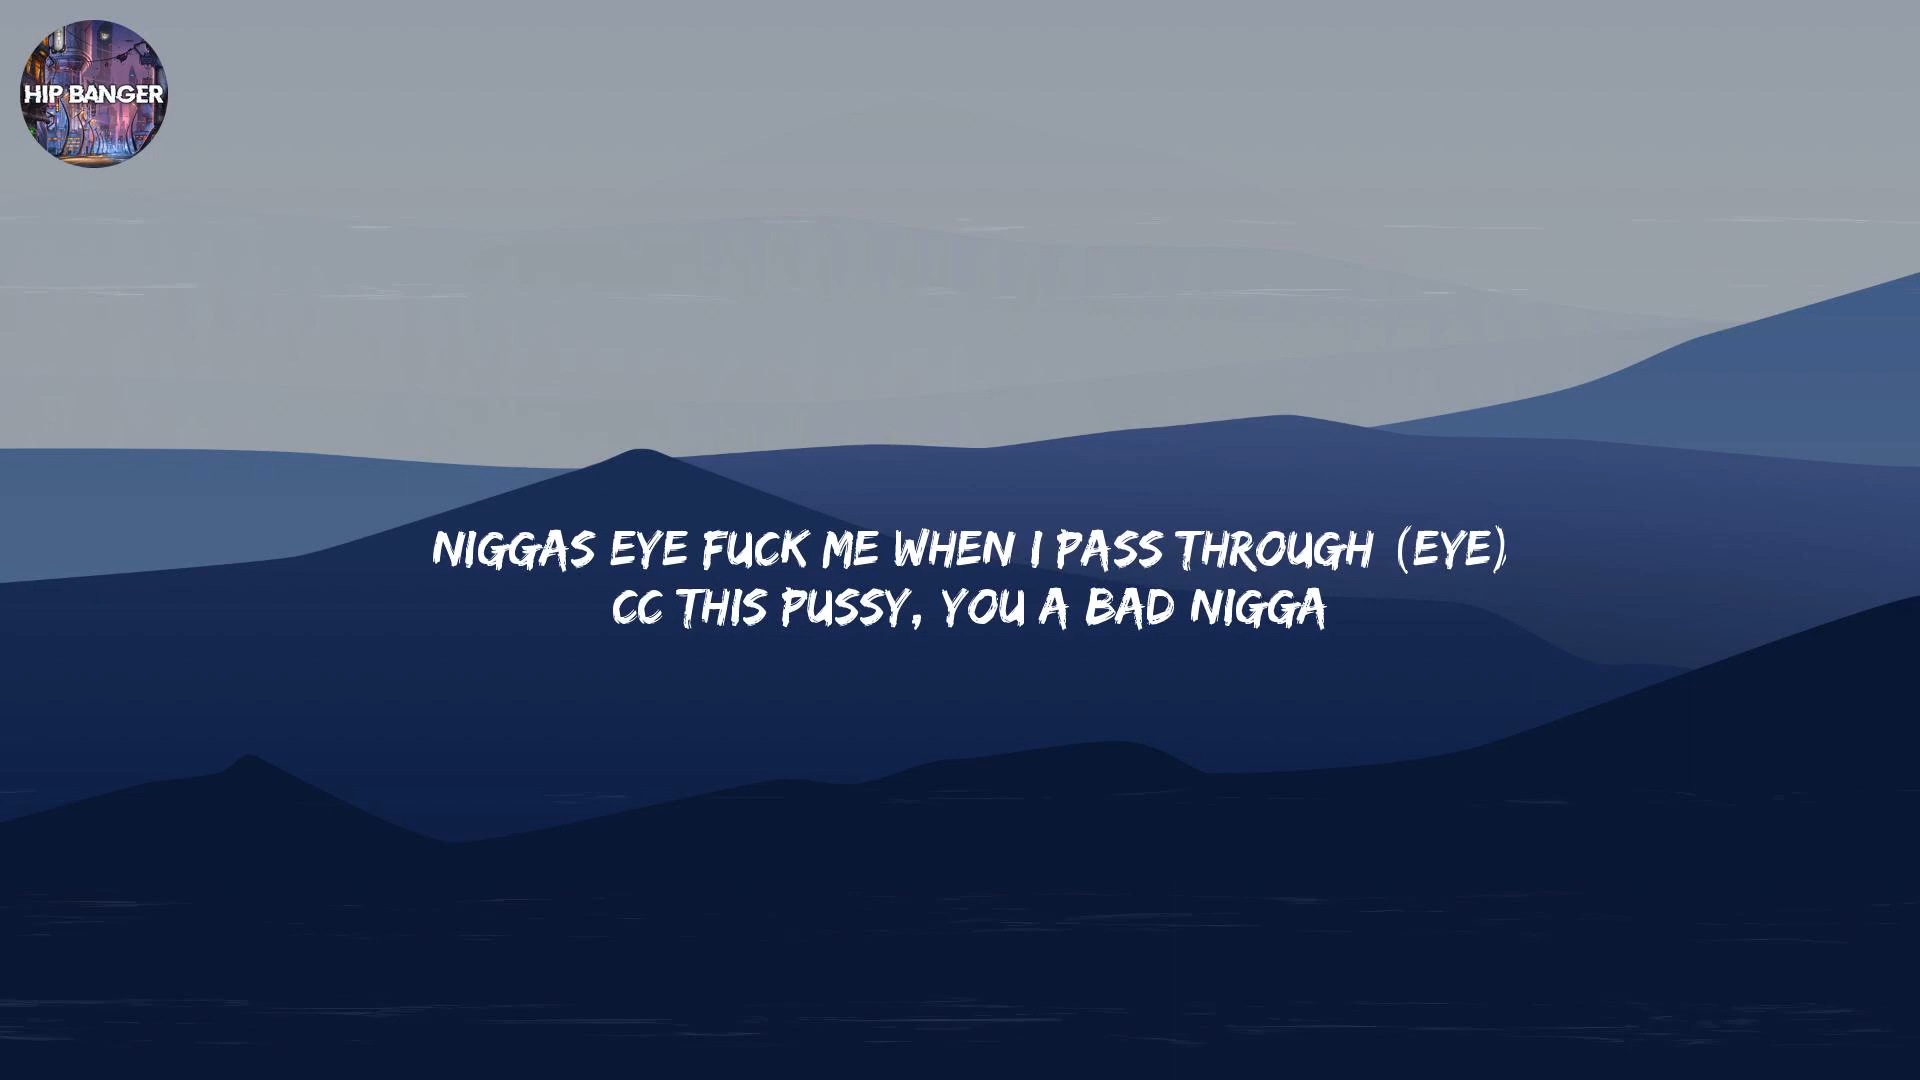 HIP BANGER
NIGGAS EYE FUCK ME WHEN I PASS THROUGH (EYE)
CC THIS PUSSY, YOU A BAD NIGGA